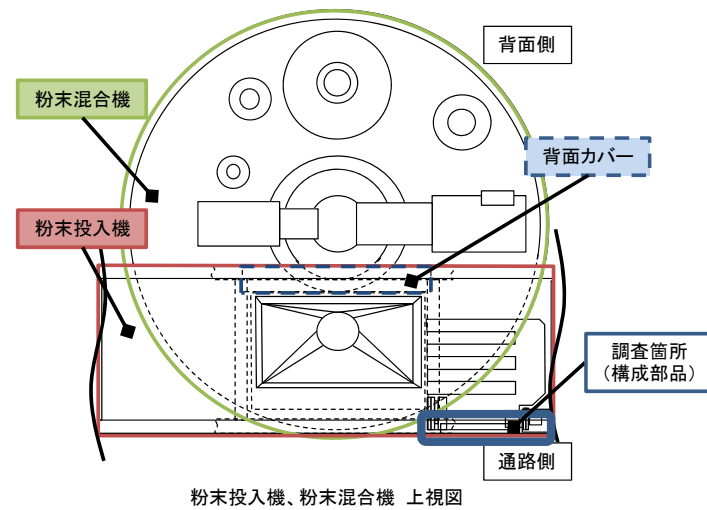 背面側
粉末混合機
背面カバー
粉末投入機
調査箇所
（構成部品）
通路側
粉末投入機、粉末混合機 上視図